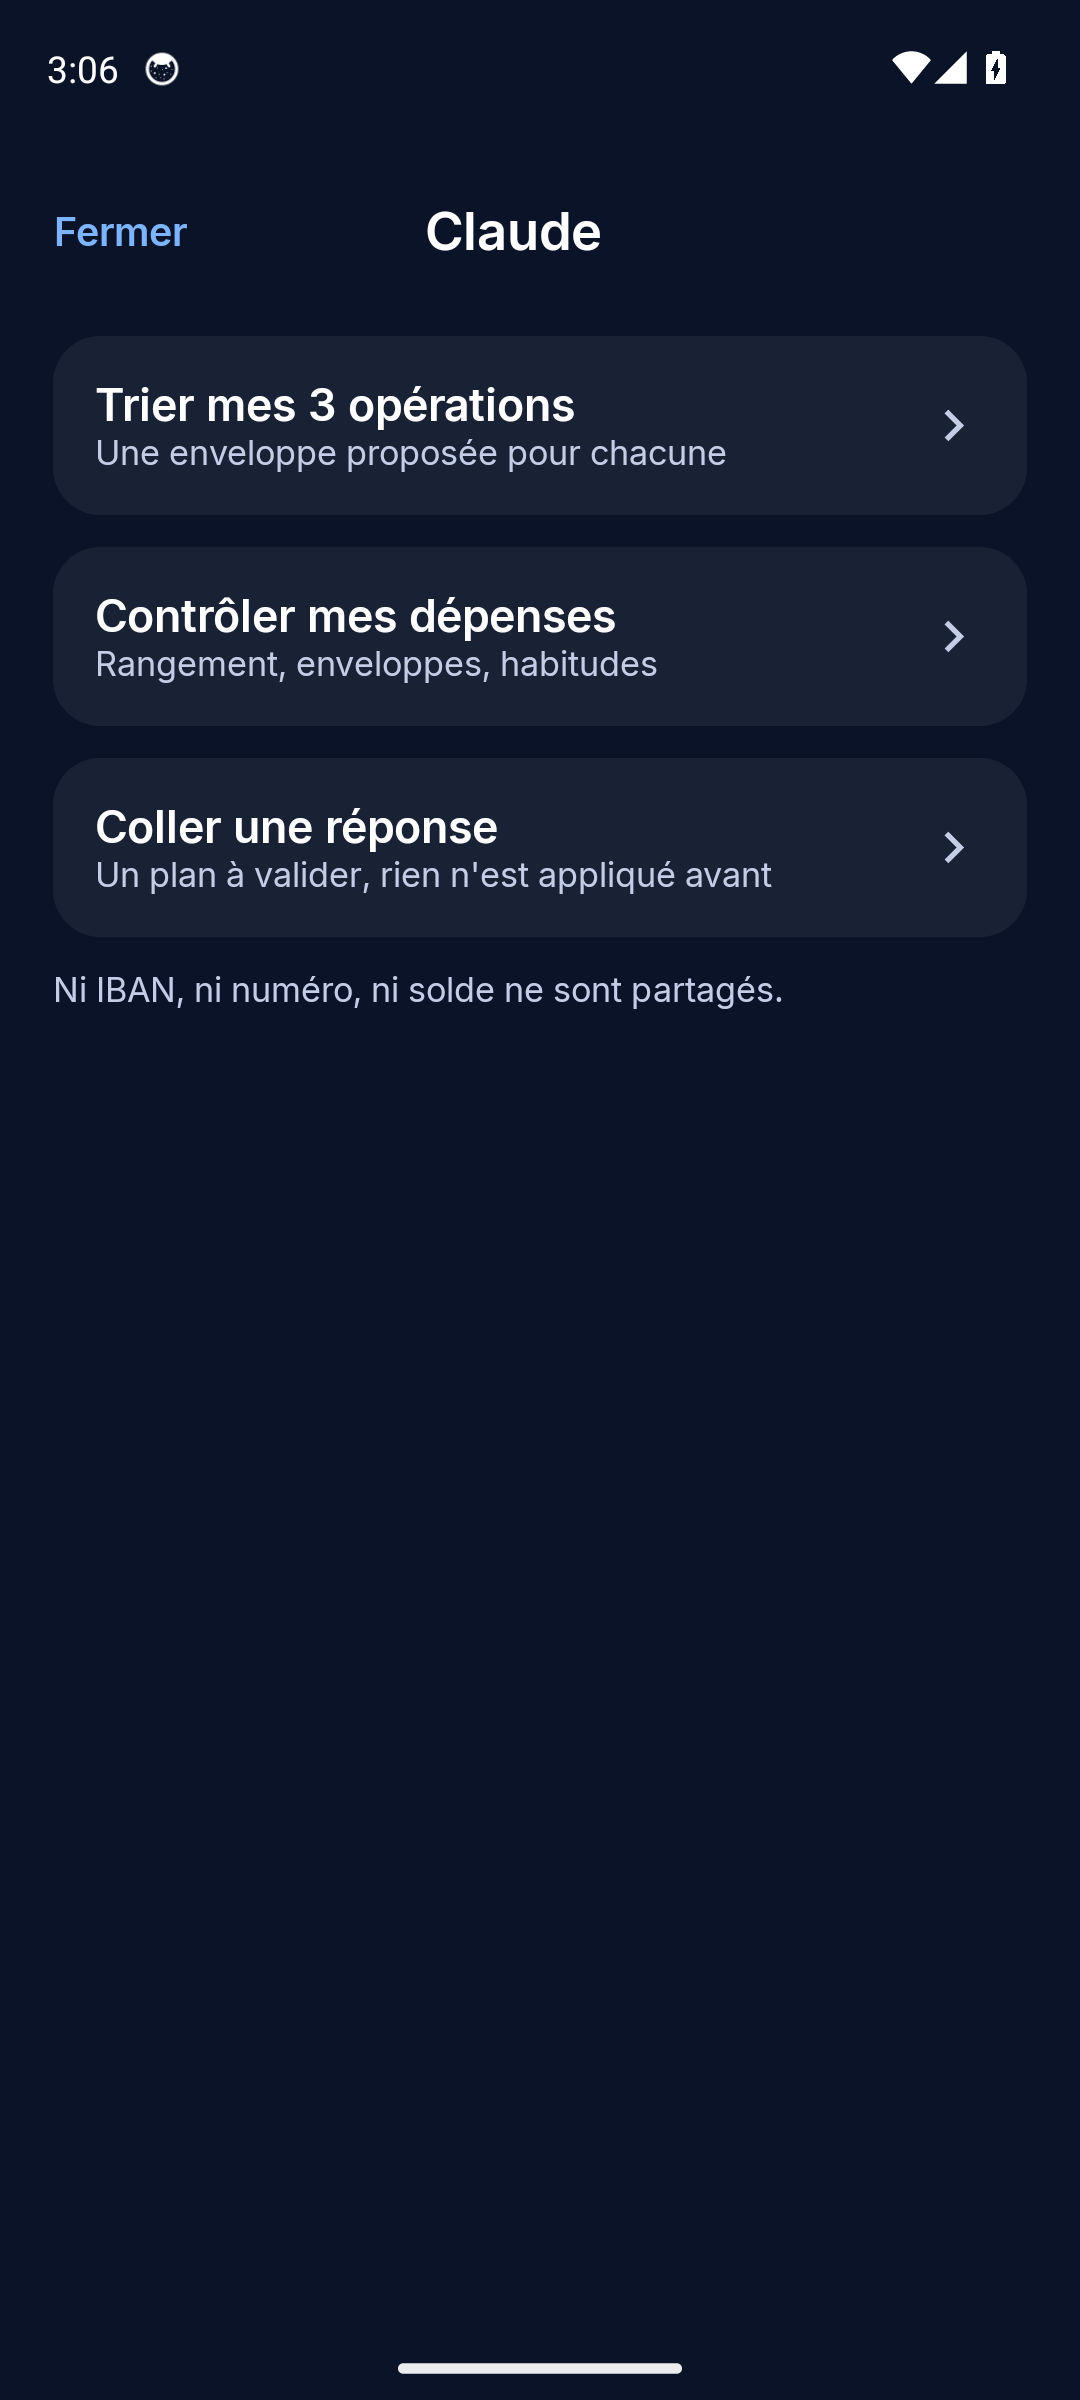 3:06
Fermer
Claude
Trier mes 3 opérations
Une enveloppe proposée pour chacune
Contrôler mes dépenses
Rangement, enveloppes, habitudes
Coller une réponse
Un plan à valider, rien n'est appliqué avant
Ni IBAN, ni numéro, ni solde ne sont partagés.